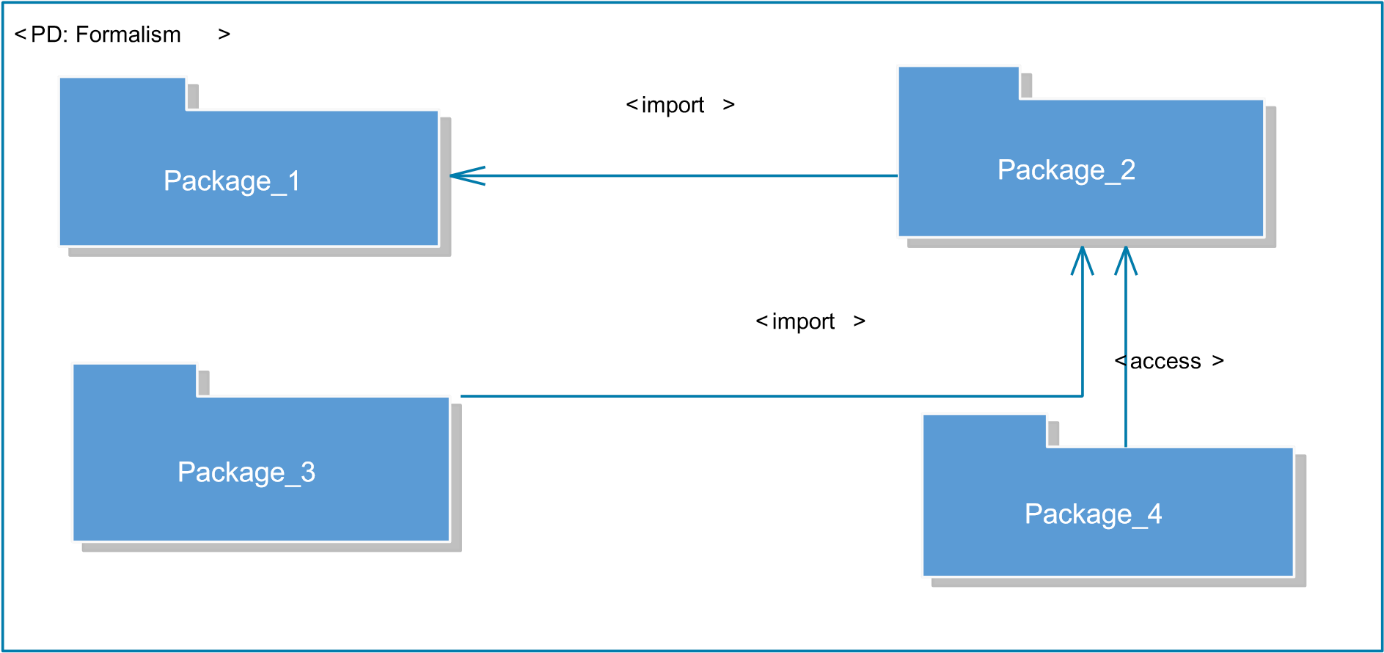 <PD: Formalism >
<import >
Package_1
Package_2
<import >
<access >
Package_3
Package_4